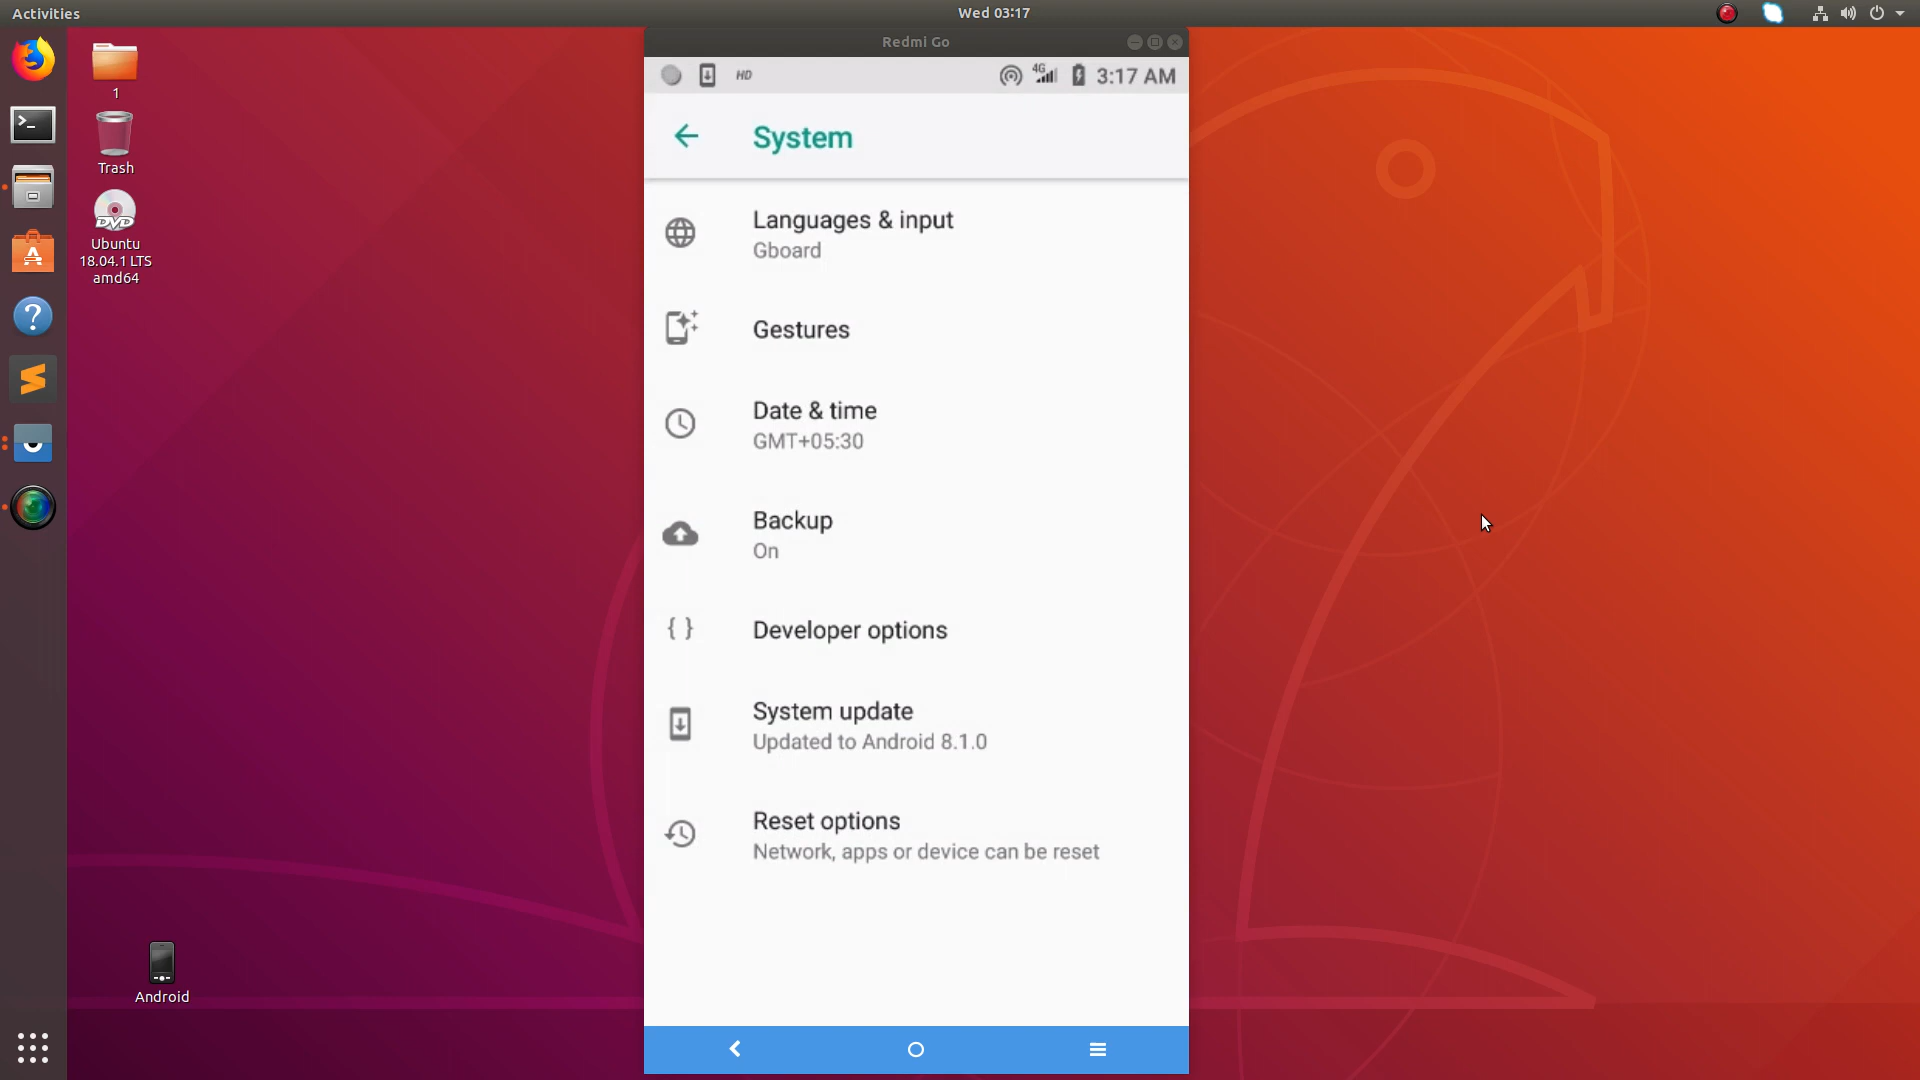 Activities
Wed 03:17
Redmi Go
HD
4G
3:17 AM
System
Languages & input
Gboard
Gestures
Date & time
GMT+05:30
Backup
On
Developer options
System update
Updated to Android 8.1.0
Reset options
Network, apps or device can be reset
1
Trash
DVD
Ubuntu
18.04.1 LTS
amd64
Android